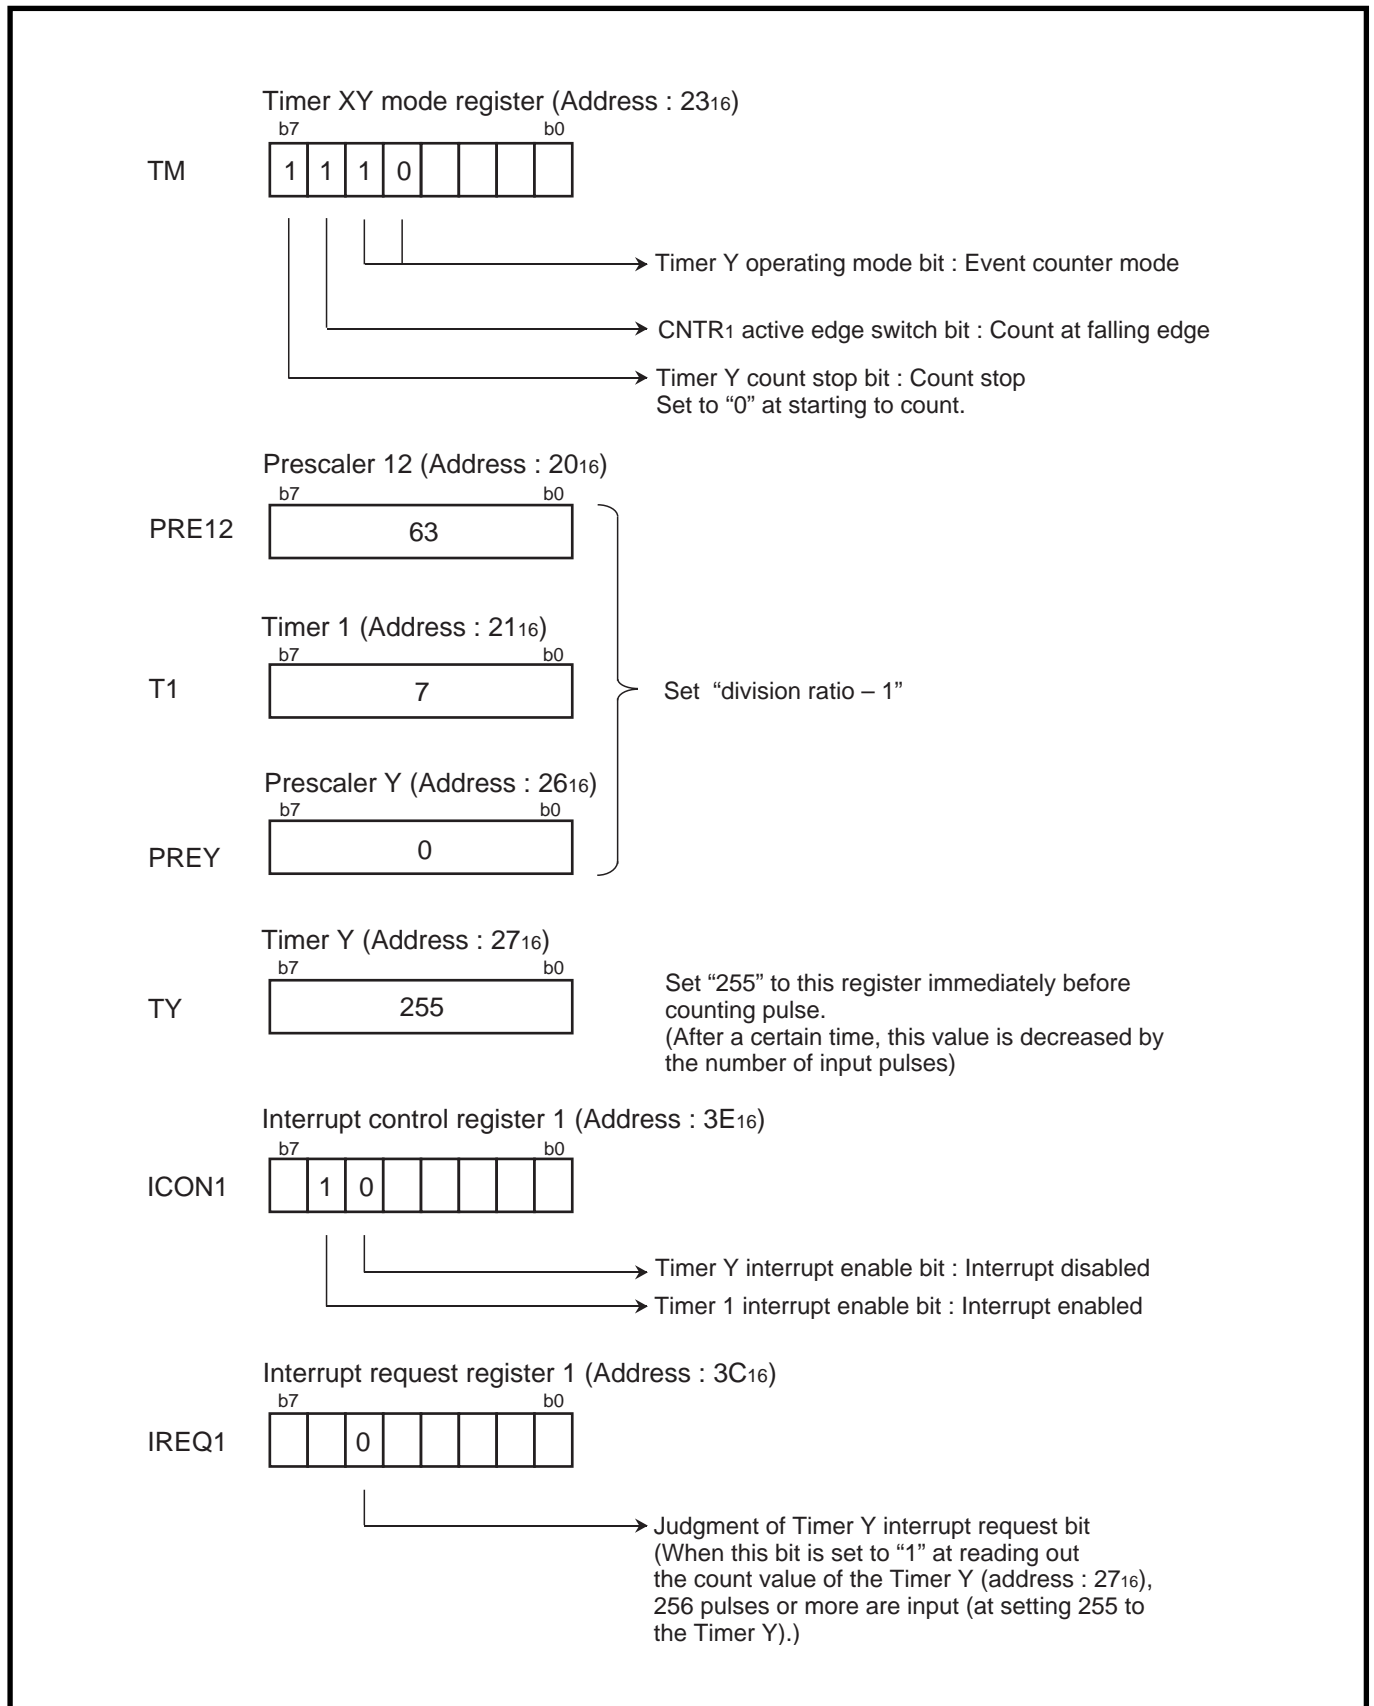 Timer XY mode register (Address : 2316)
b7 b0
TM 1 1 1 0
Timer Y operating mode bit : Event counter mode
CNTR1 active edge switch bit : Count at falling edge
Timer Y count stop bit : Count stop
Set to “0” at starting to count.
Prescaler 12 (Address : 2016)
b7 b0
PRE12 63
Timer 1 (Address : 2116)
b7 b0
T1 7
Set “division ratio – 1”
Prescaler Y (Address : 2616)
b7 b0
PREY 0
Timer Y (Address : 2716)
b7 b0
TY 255
Set “255” to this register immediately before
counting pulse.
(After a certain time, this value is decreased by
the number of input pulses)
Interrupt control register 1 (Address : 3E16)
b7 b0
ICON1 1 0
Timer Y interrupt enable bit : Interrupt disabled
Timer 1 interrupt enable bit : Interrupt enabled
Interrupt request register 1 (Address : 3C16)
b7 b0
IREQ1 0
Judgment of Timer Y interrupt request bit
(When this bit is set to “1” at reading out
the count value of the Timer Y (address : 2716),
256 pulses or more are input (at setting 255 to
the Timer Y).)